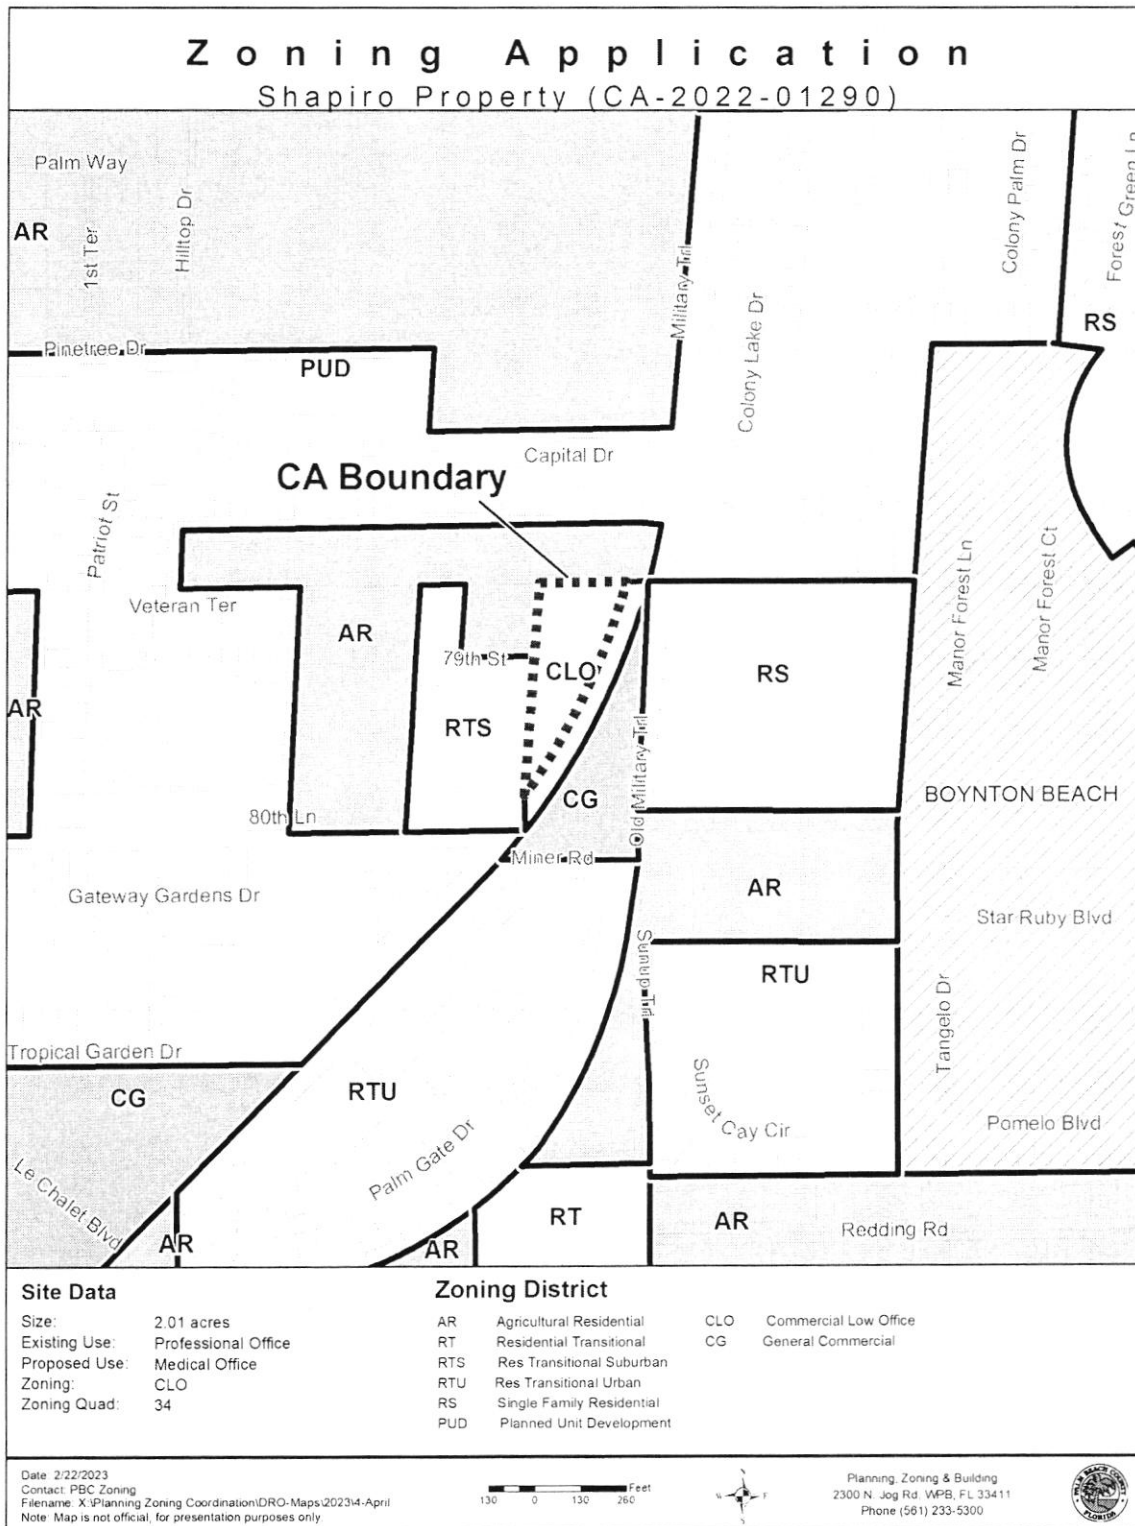 Zoning Application
Shapiro Property (CA-2022-01290)
Palm Way
AR
1st Ter
Hilltop Dr
Military Trl
Colony Lake Dr
Colony Palm Dr
Forest Green Ln
RS
Pinetree Dr
PUD
Capital Dr
CA Boundary
Patriot St
Veteran Ter
AR
79th St
CLO
RS
Manor Forest Ln
Manor Forest Ct
AR
RTS
Old Military Trl
CG
BOYNTON BEACH
80th Ln
Miner Rd
Gateway Gardens Dr
AR
Star Ruby Blvd
Sunup Trl
RTU
Tangelo Dr
Tropical Garden Dr
CG
RTU
Sunset Cay Cir
Palm Gate Dr
Pomelo Blvd
Le Chalet Blvd
AR
AR
RT
AR
Redding Rd
Site Data
Size: 2.01 acres
Existing Use: Professional Office
Proposed Use: Medical Office
Zoning: CLO
Zoning Quad: 34
Zoning District
AR Agricultural Residential
RT Residential Transitional
RTS Res Transitional Suburban
RTU Res Transitional Urban
RS Single Family Residential
PUD Planned Unit Development
CLO Commercial Low Office
CG General Commercial
Date: 2/22/2023
Contact: PBC Zoning
Filename: X:\Planning Zoning Coordination\DRO-Maps\2023\4-April
Note: Map is not official, for presentation purposes only.
Feet
130 0 130 260
Planning, Zoning & Building
2300 N. Jog Rd. WPB, FL 33411
Phone (561) 233-5300
PALM BEACH COUNTY
FLORIDA